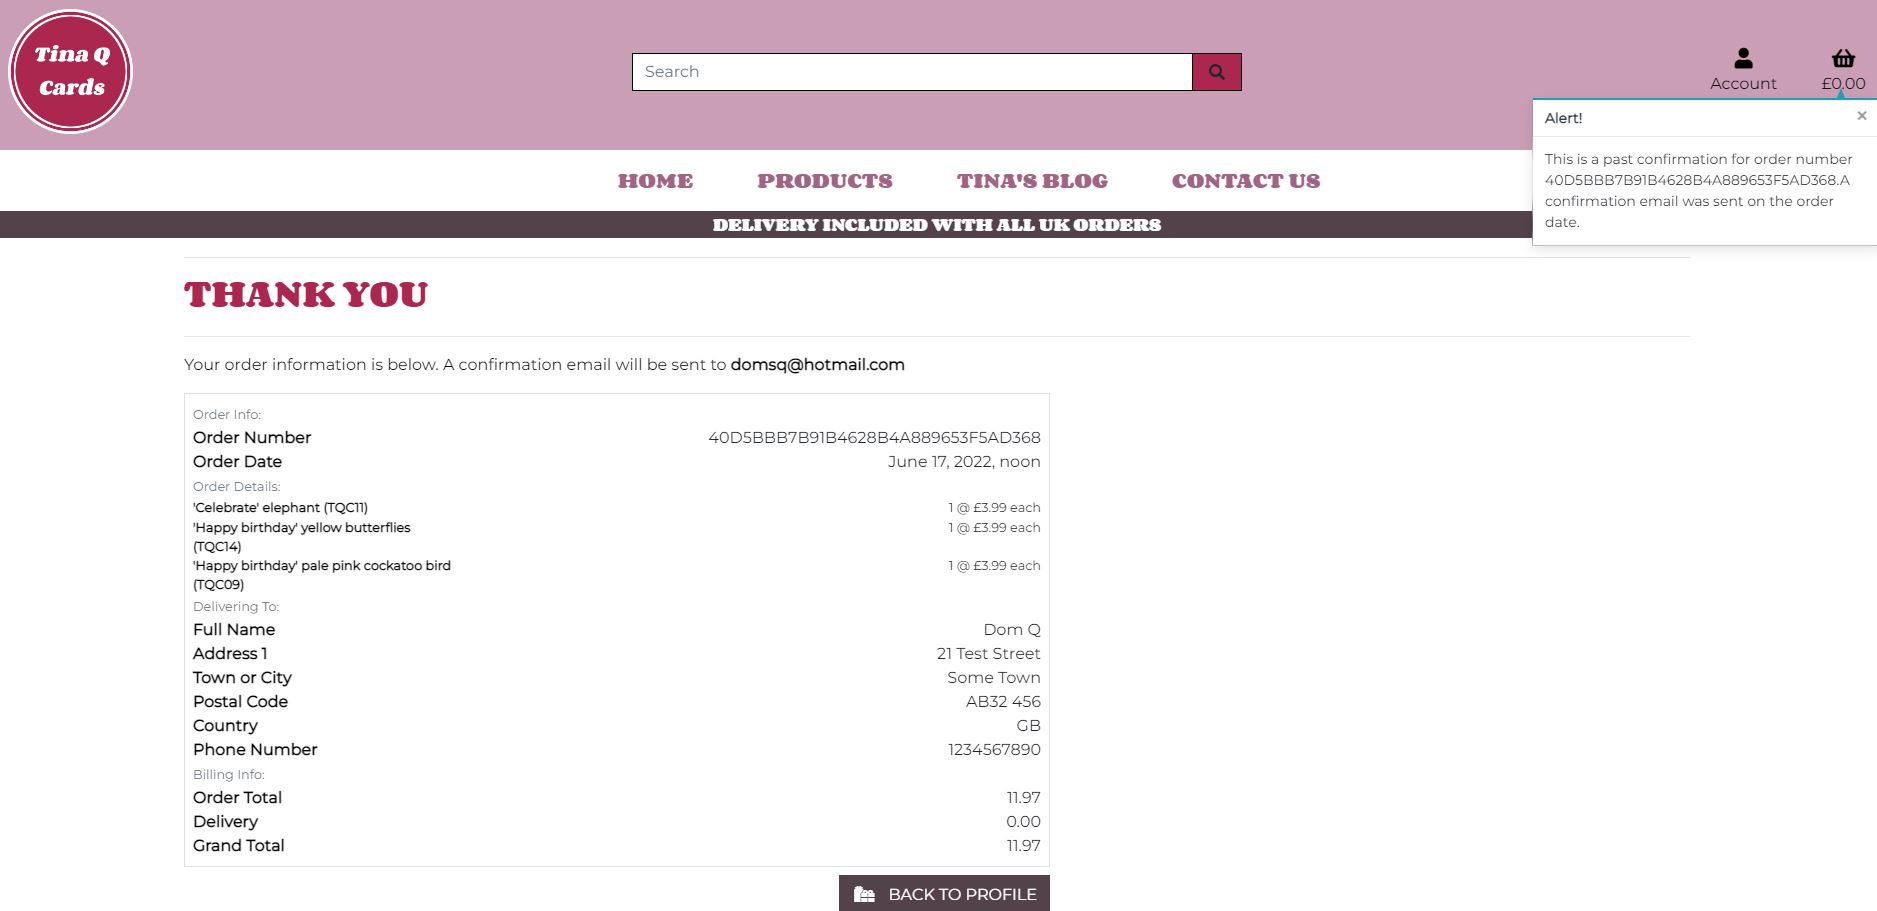 Tina Q
Cards
Search
Account
£0.00
Alert!
×
This is a past confirmation for order number
40D5BBB7B91B4628B4A889653F5AD368.A
confirmation email was sent on the order
date.
HOME PRODUCTS TINA'S BLOG CONTACT US
DELIVERY INCLUDED WITH ALL UK ORDERS
THANK YOU
Your order information is below. A confirmation email will be sent to domsq@hotmail.com
Order Info:
Order Number 40D5BBB7B91B4628B4A889653F5AD368
Order Date June 17, 2022, noon
Order Details:
'Celebrate' elephant (TQC11) 1 @ £3.99 each
'Happy birthday' yellow butterflies 1 @ £3.99 each
(TQC14)
'Happy birthday' pale pink cockatoo bird 1 @ £3.99 each
(TQC09)
Delivering To:
Full Name Dom Q
Address 1 21 Test Street
Town or City Some Town
Postal Code AB32 456
Country GB
Phone Number 1234567890
Billing Info:
Order Total 11.97
Delivery 0.00
Grand Total 11.97
BACK TO PROFILE